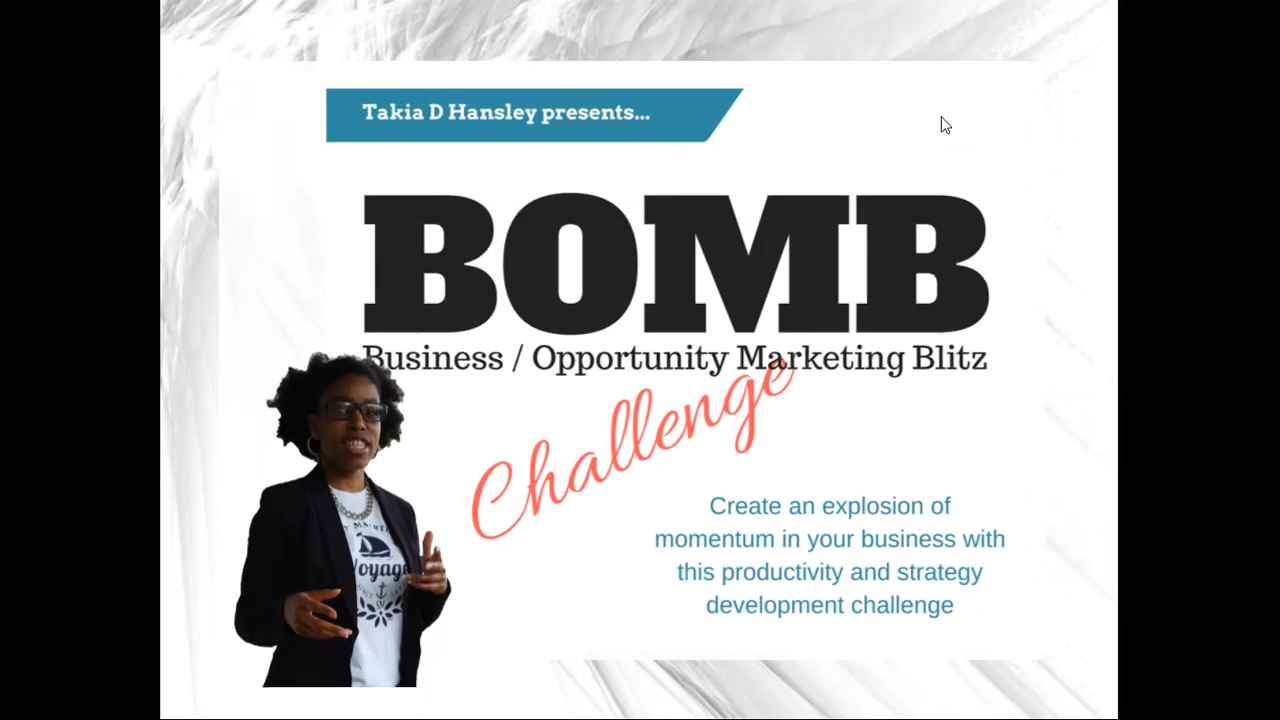 Takia D Hansley presents...
BOMB
Business / Opportunity Marketing Blitz
Challenge
Create an explosion of
momentum in your business with
this productivity and strategy
development challenge